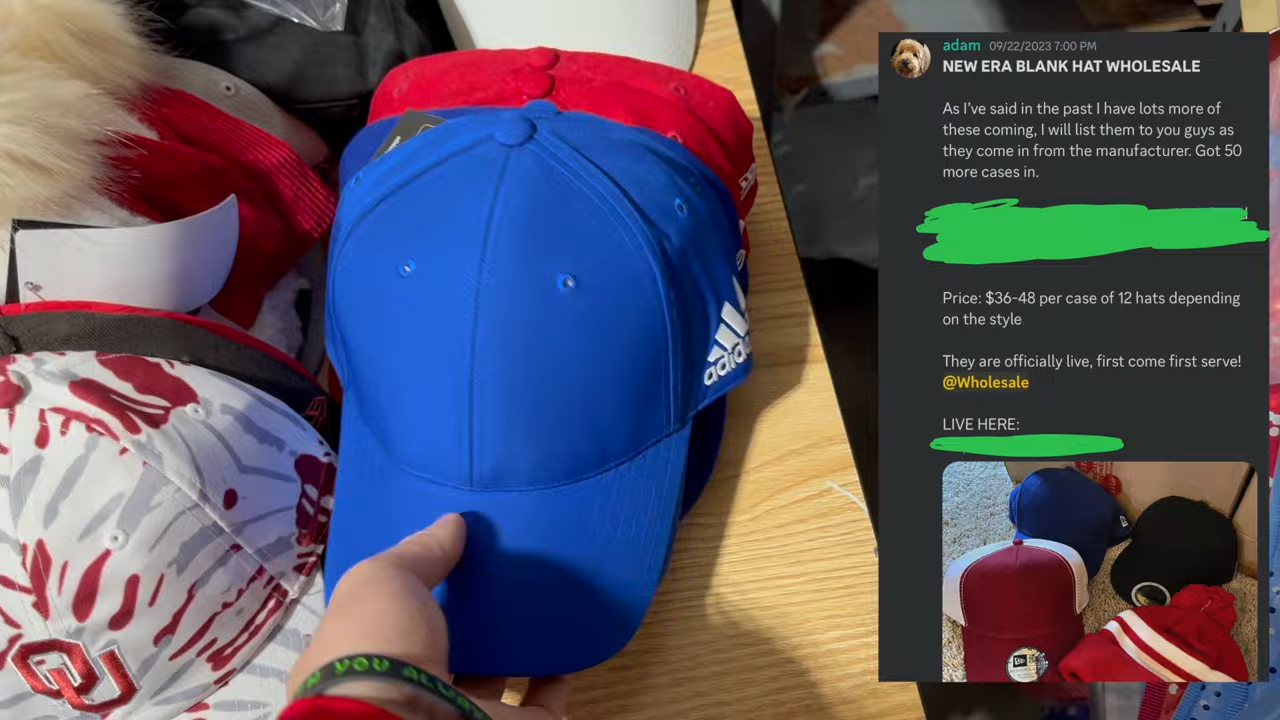 adidas
OU
YOU ALW
adam 09/22/2023 7:00 PM
NEW ERA BLANK HAT WHOLESALE
As I've said in the past I have lots more of
these coming, I will list them to you guys as
they come in from the manufacturer. Got 50
more cases in.
Price: $36-48 per case of 12 hats depending
on the style
They are officially live, first come first serve!
@Wholesale
LIVE HERE: